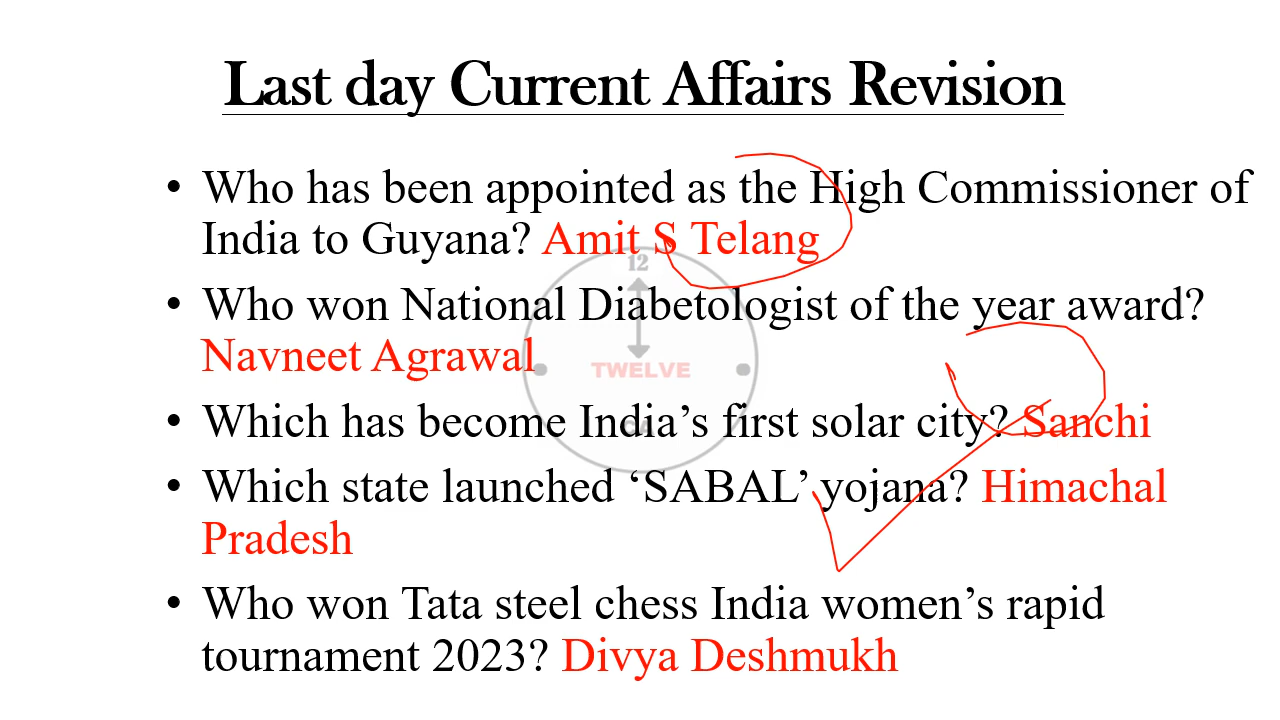 Last day Current Affairs Revision
• Who has been appointed as the High Commissioner of
India to Guyana? Amit S Telang
12
• Who won National Diabetologist of the year award?
Navneet Agrawal
TWELVE
• Which has become India’s first solar city? Sanchi
• Which state launched ‘SABAL’ yojana? Himachal
Pradesh
• Who won Tata steel chess India women’s rapid
tournament 2023? Divya Deshmukh